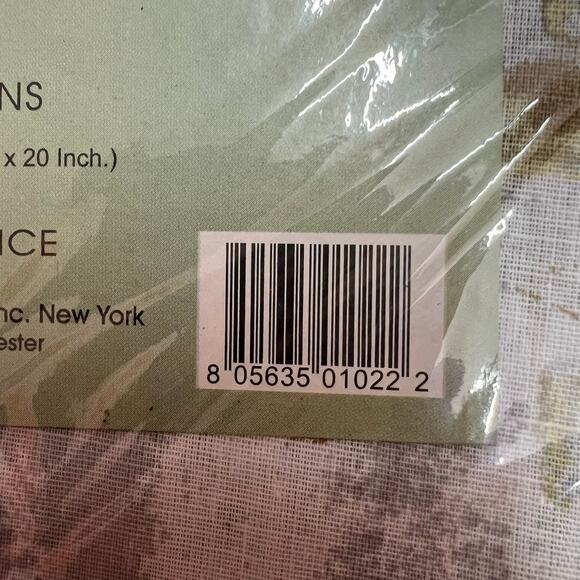 NS
x 20 Inch.)
ICE
nc. New York
ester
8 05635 01022 2